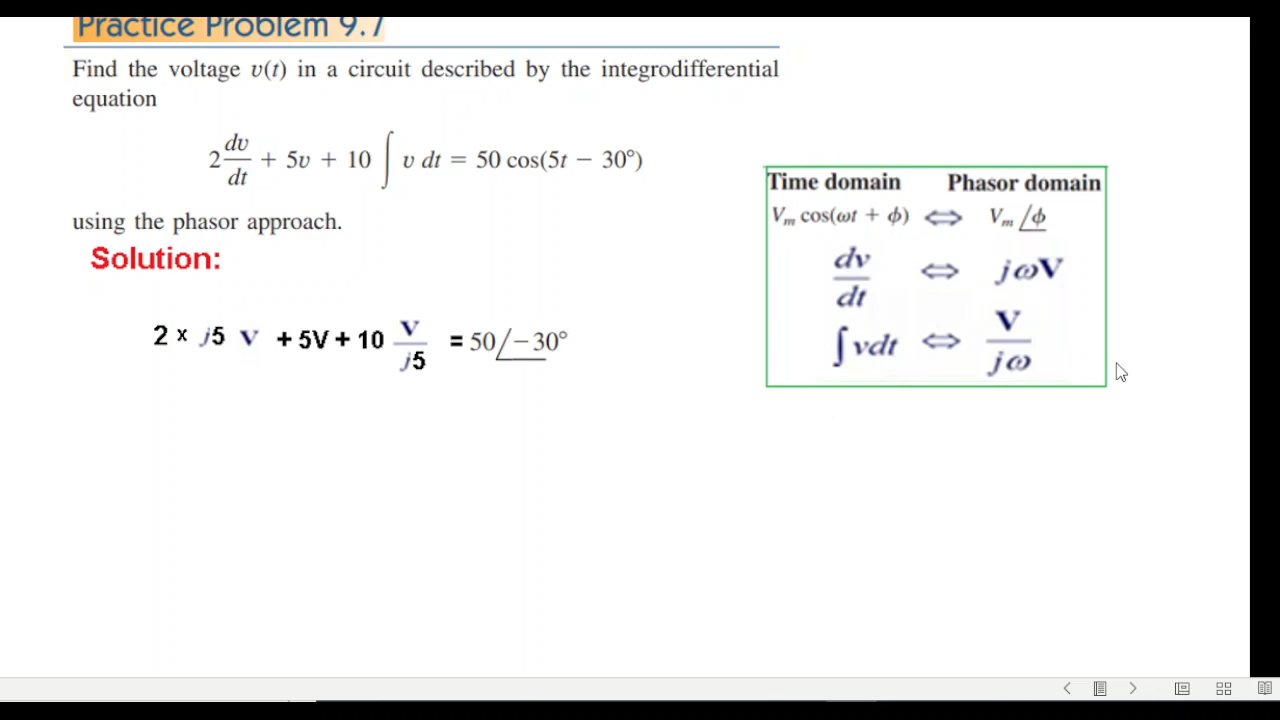 Practice Problem 9.7
Find the voltage v(t) in a circuit described by the integrodifferential
equation
2 dv/dt + 5v + 10 ∫ v dt = 50 cos(5t − 30°)
using the phasor approach.
Solution:
2 × j5 V + 5V + 10 V/j5 = 50∠−30°
Time domain Phasor domain
Vm cos(ωt + ϕ) ⇔ Vm∠ϕ
dv/dt ⇔ jωV
∫ vdt ⇔ V/jω